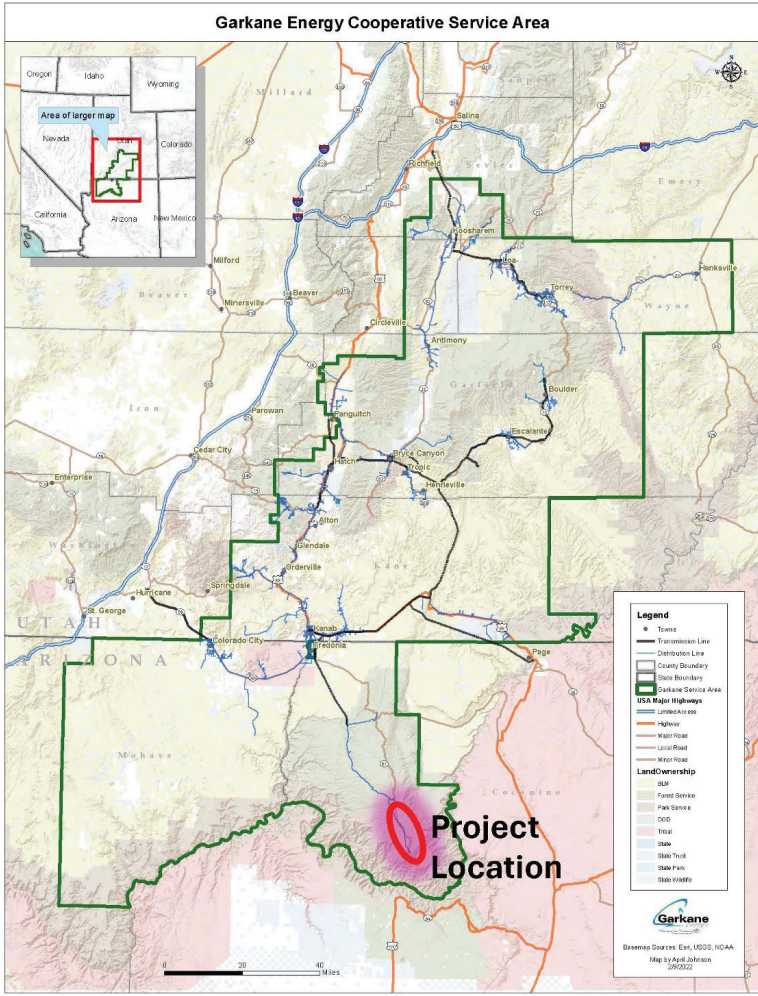 Garkane Energy Cooperative Service Area
Oregon
Idaho
Wyoming
Area of larger map
Nevada
Utah
Colorado
California
Arizona
New Mexico
Millard
Sanpete
Salina
Richfield
Sevier
Emery
Koosharem
Loa
Milford
Beaver
Beaver
Minersville
Torrey
Hanksville
Wayne
Circleville
Antimony
Garfield
Boulder
Iron
Parowan
Panguitch
Escalante
Cedar City
Hatch
Bryce Canyon
Tropic
Henrieville
Enterprise
Alton
Washington
Glendale
Kane
Orderville
Springdale
Hurricane
St. George
UTAH
Kanab
Colorado City
Fredonia
ARIZONA
Page
Mohave
Coconino
Project
Location
Legend
Towns
Transmission Line
Distribution Line
County Boundary
State Boundary
Garkane Service Area
USA Major Highways
Limited Access
Highway
Major Road
Local Road
Minor Road
LandOwnership
BLM
Forest Service
Park Service
DOD
Tribal
State
State Trust
State Park
State Wildlife
Garkane
Basemap Sources: Esri, USGS, NOAA
Map by April Johnson
2/9/2022
0 20 40
Miles